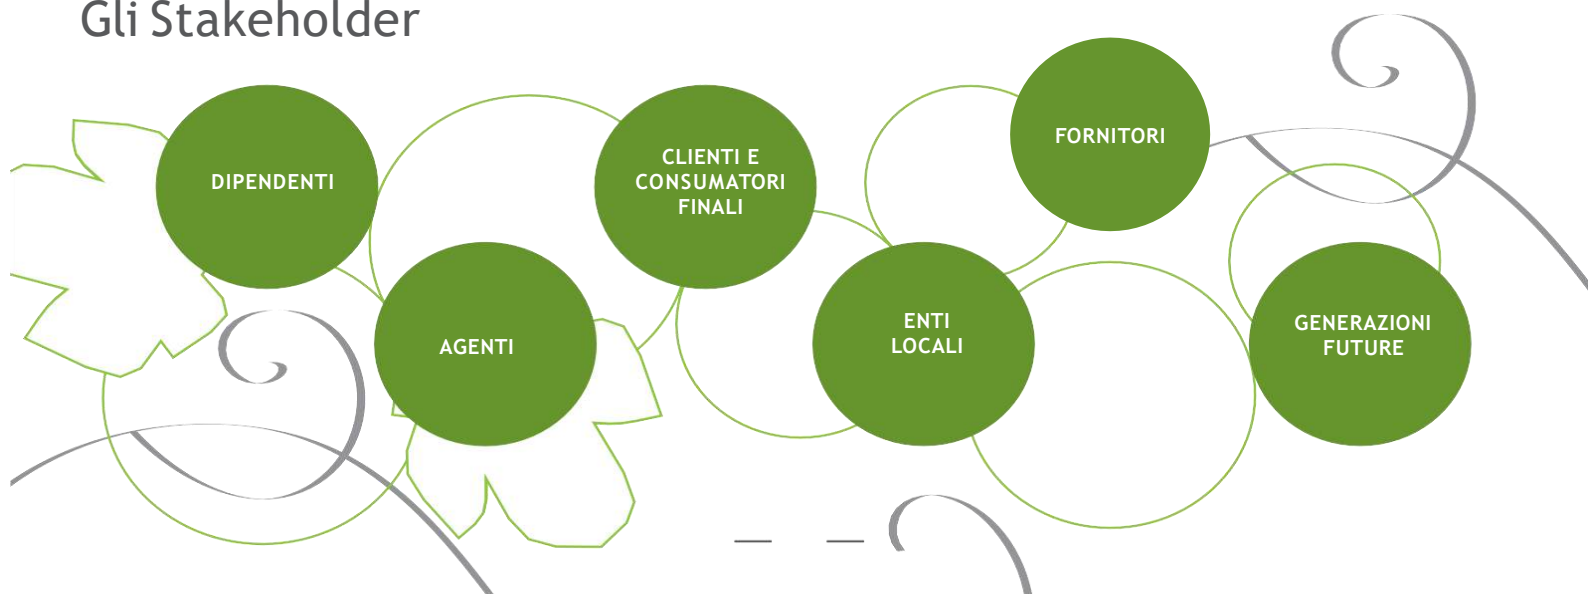 Gli Stakeholder
DIPENDENTI
AGENTI
CLIENTI E
CONSUMATORI
FINALI
ENTI
LOCALI
FORNITORI
GENERAZIONI
FUTURE